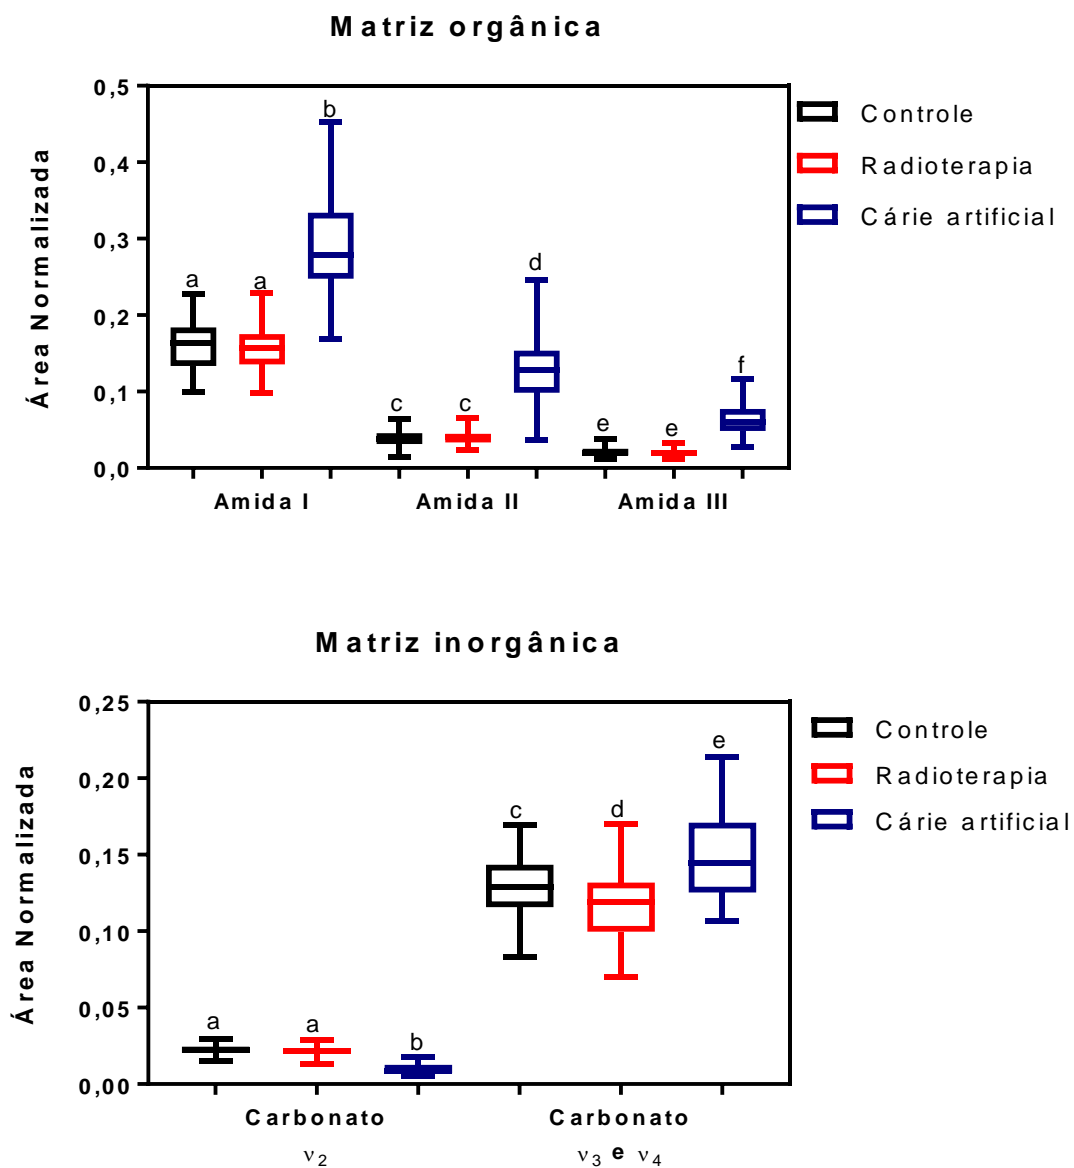 Matriz orgânica
Área Normalizada
0,5
0,4
0,3
0,2
0,1
0,0
a
a
b
c
c
d
e
e
f
Amida I
Amida II
Amida III
Controle
Radioterapia
Cárie artificial
Matriz inorgânica
Área Normalizada
0,25
0,20
0,15
0,10
0,05
0,00
a
a
b
c
d
e
Carbonato
ν₂
Carbonato
ν₃ e ν₄
Controle
Radioterapia
Cárie artificial